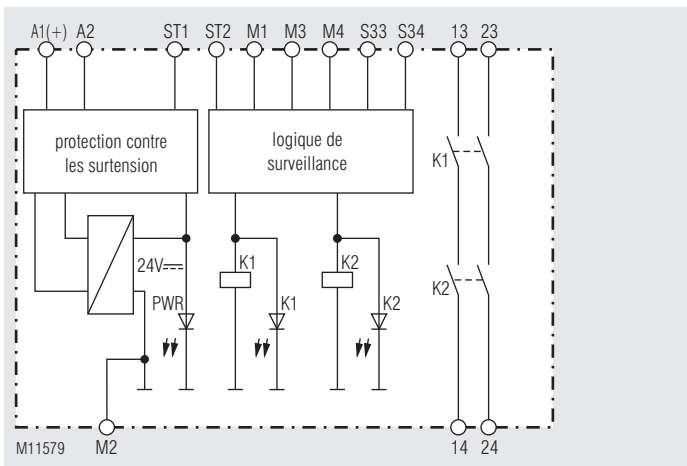 A1(+) A2 ST1 ST2 M1 M3 M4 S33 S34 13 23
protection contre
les surtension
logique de
surveillance
K1
24V
K1 K2
K2
PWR K1 K2
M11579 M2 14 24